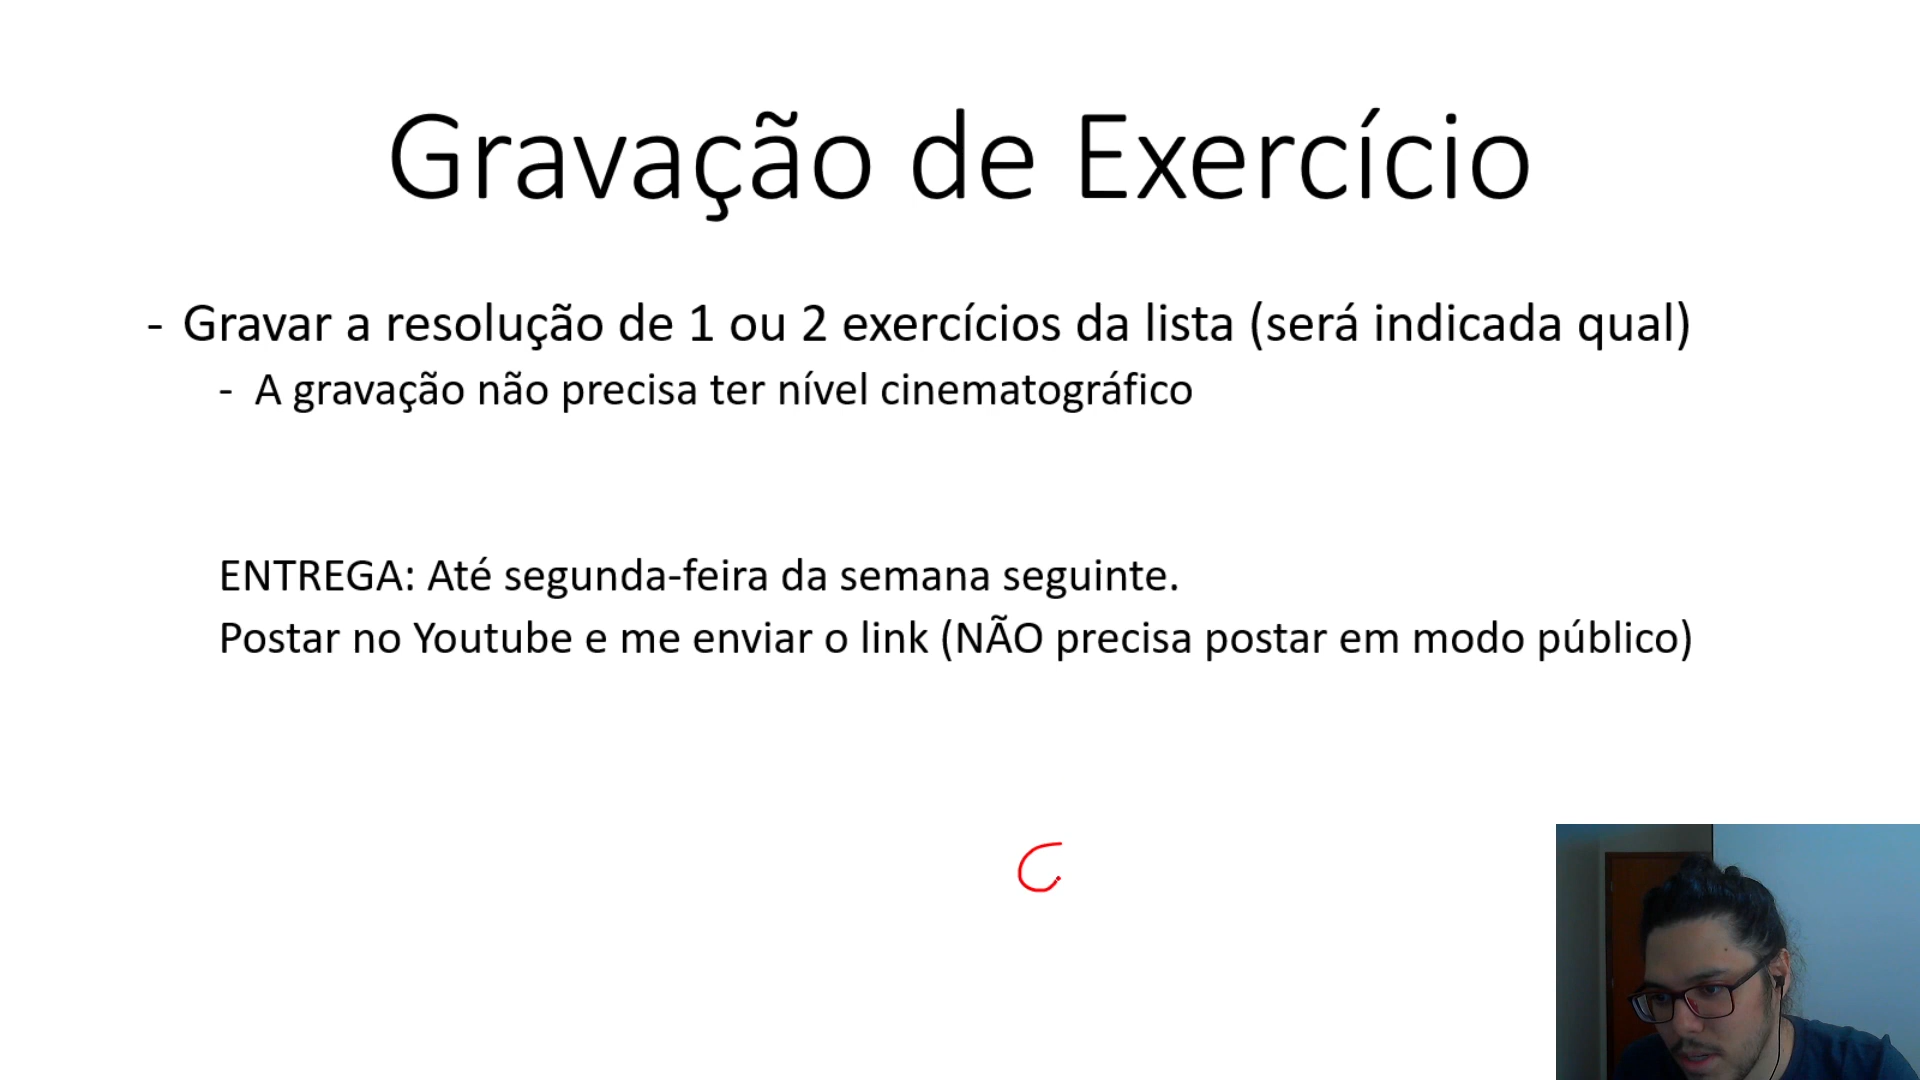 Gravação de Exercício
- Gravar a resolução de 1 ou 2 exercícios da lista (será indicada qual)
- A gravação não precisa ter nível cinematográfico
ENTREGA: Até segunda-feira da semana seguinte.
Postar no Youtube e me enviar o link (NÃO precisa postar em modo público)